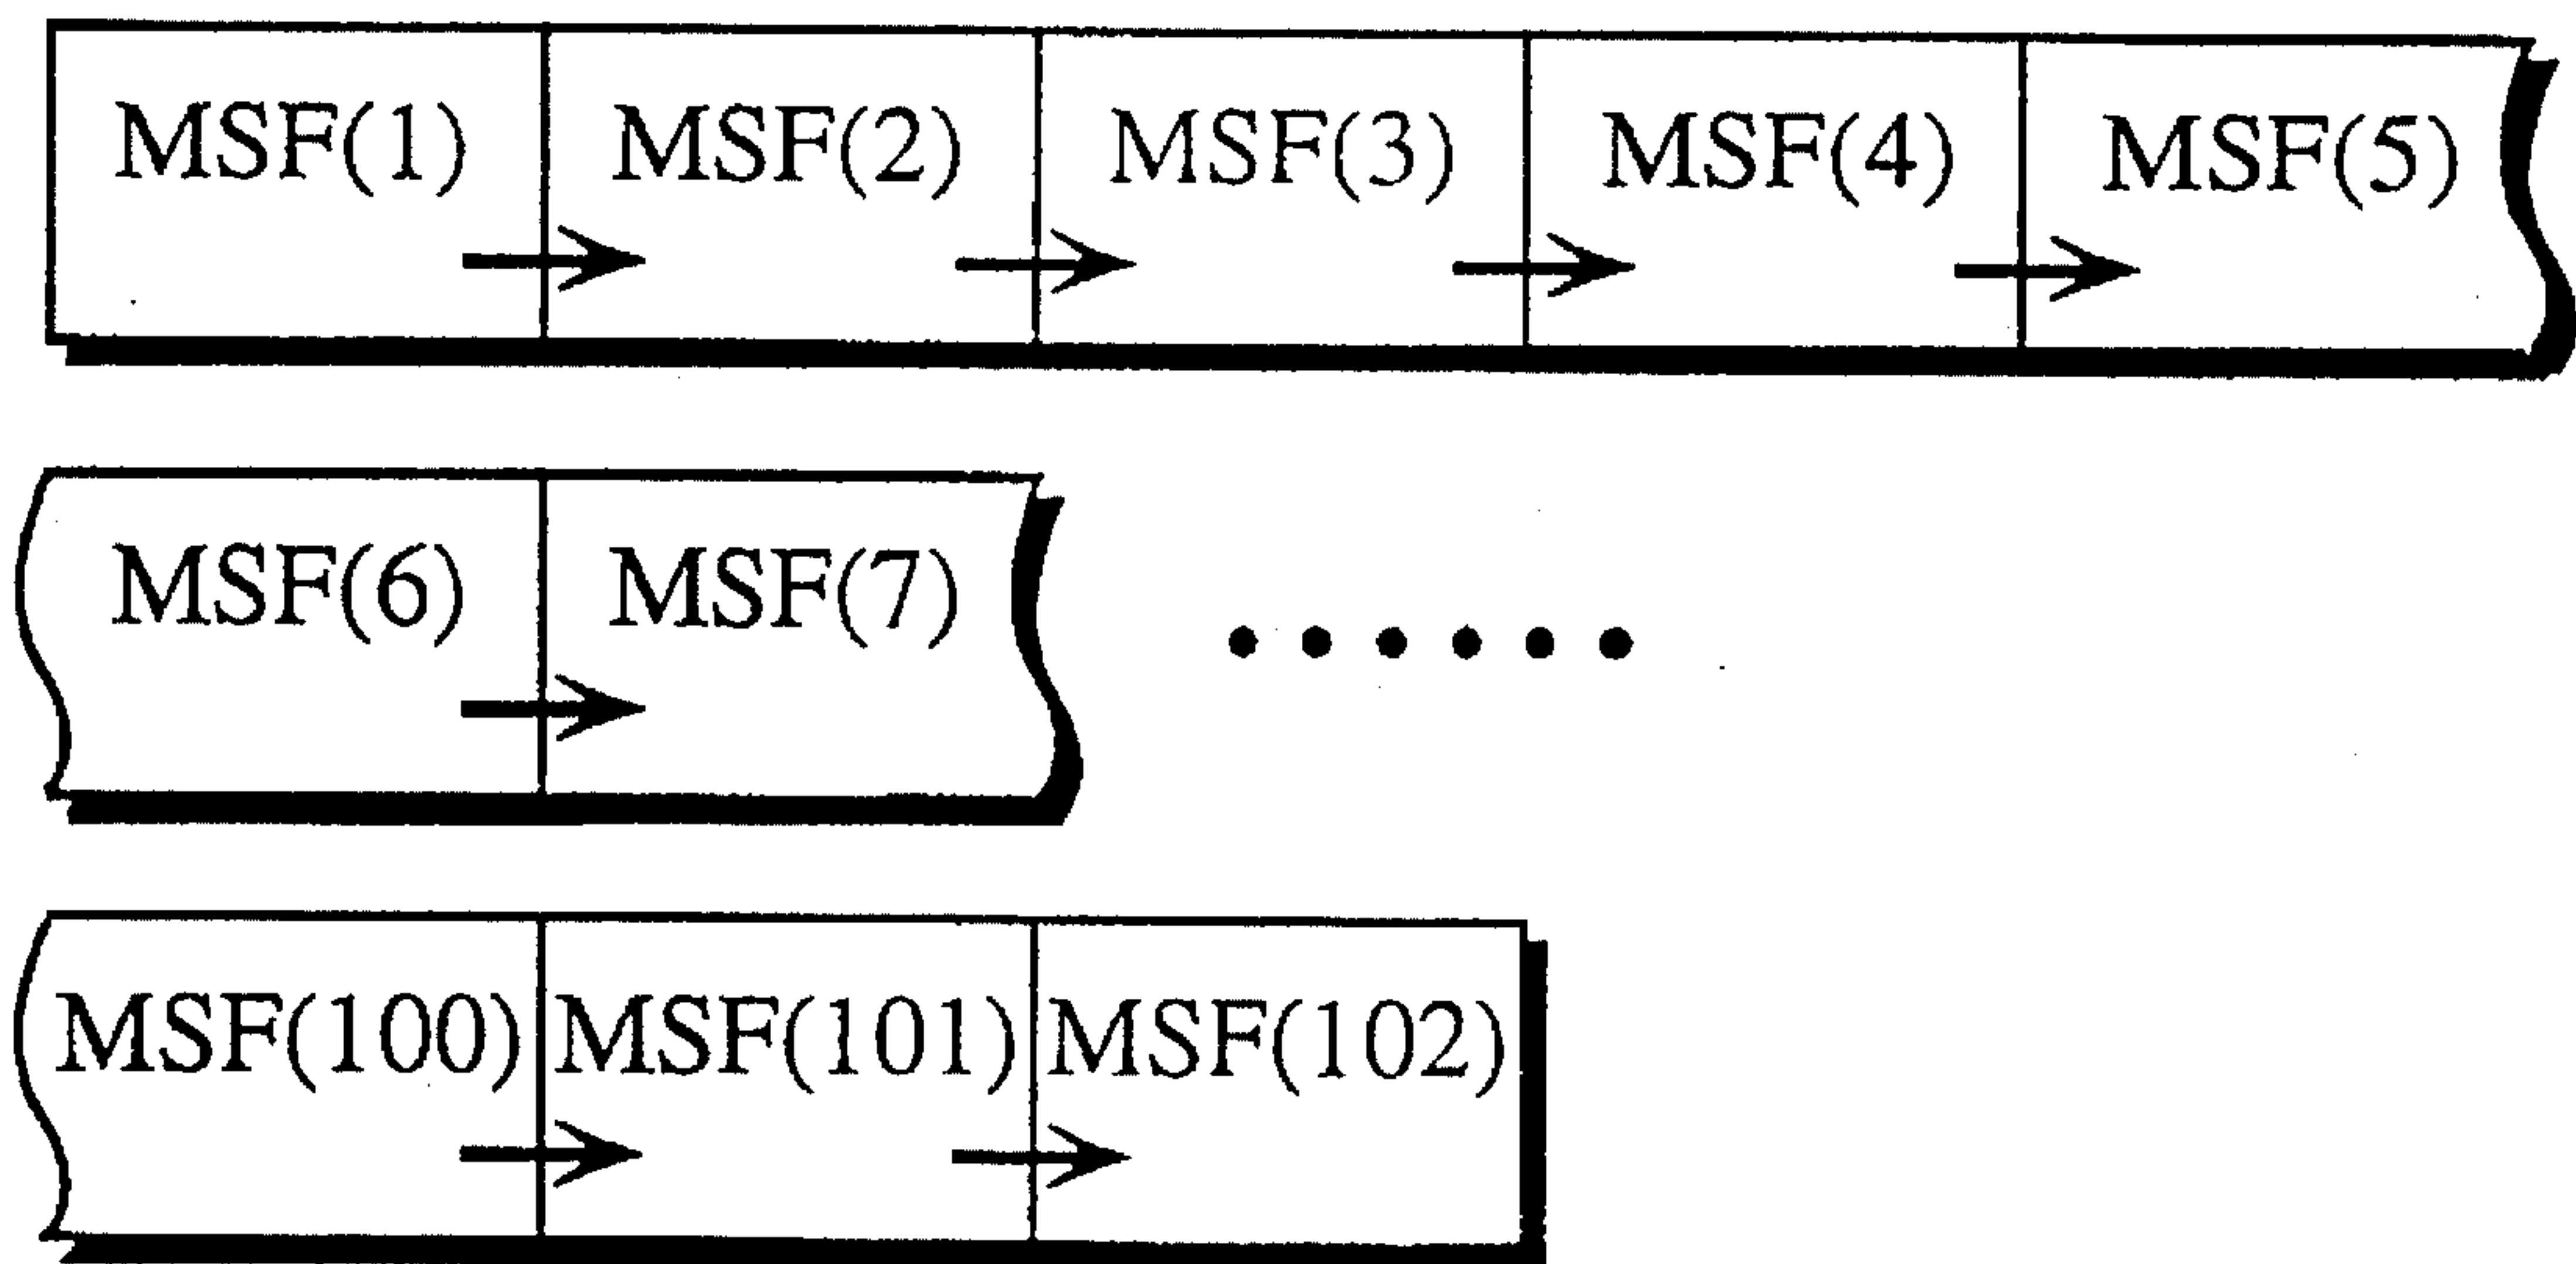 MSF(1) MSF(2) MSF(3) MSF(4) MSF(5)
MSF(6) MSF(7) ......
MSF(100) MSF(101) MSF(102)